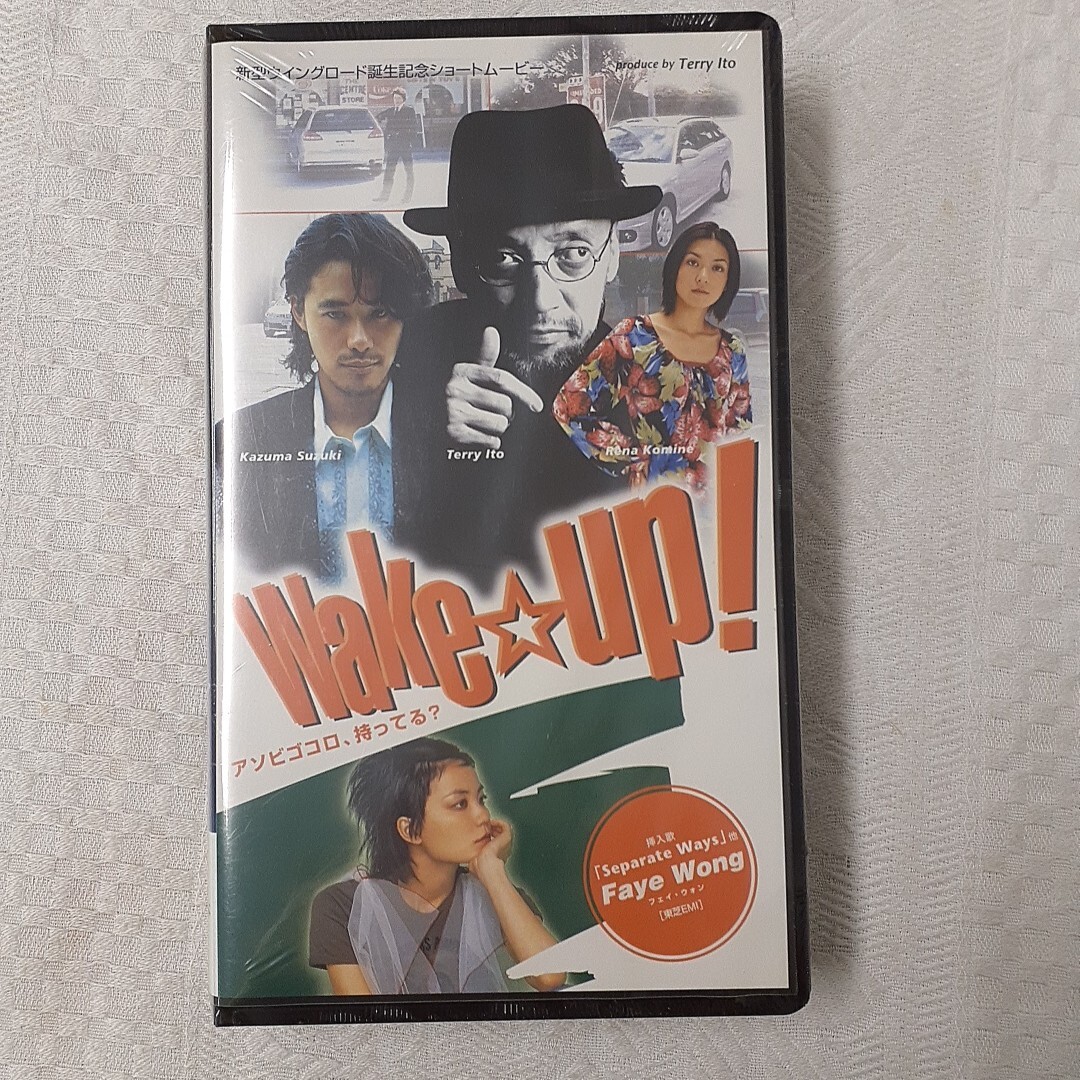 新型ウイングロード誕生記念ショートムービー
produce by Terry Ito
STORE
Kazuma Suzuki
Terry Ito
Rena Komine
Wake☆up!
アソビゴコロ、持ってる？
挿入歌
「Separate Ways」他
Faye Wong
フェイ・ウォン
[東芝EMI]